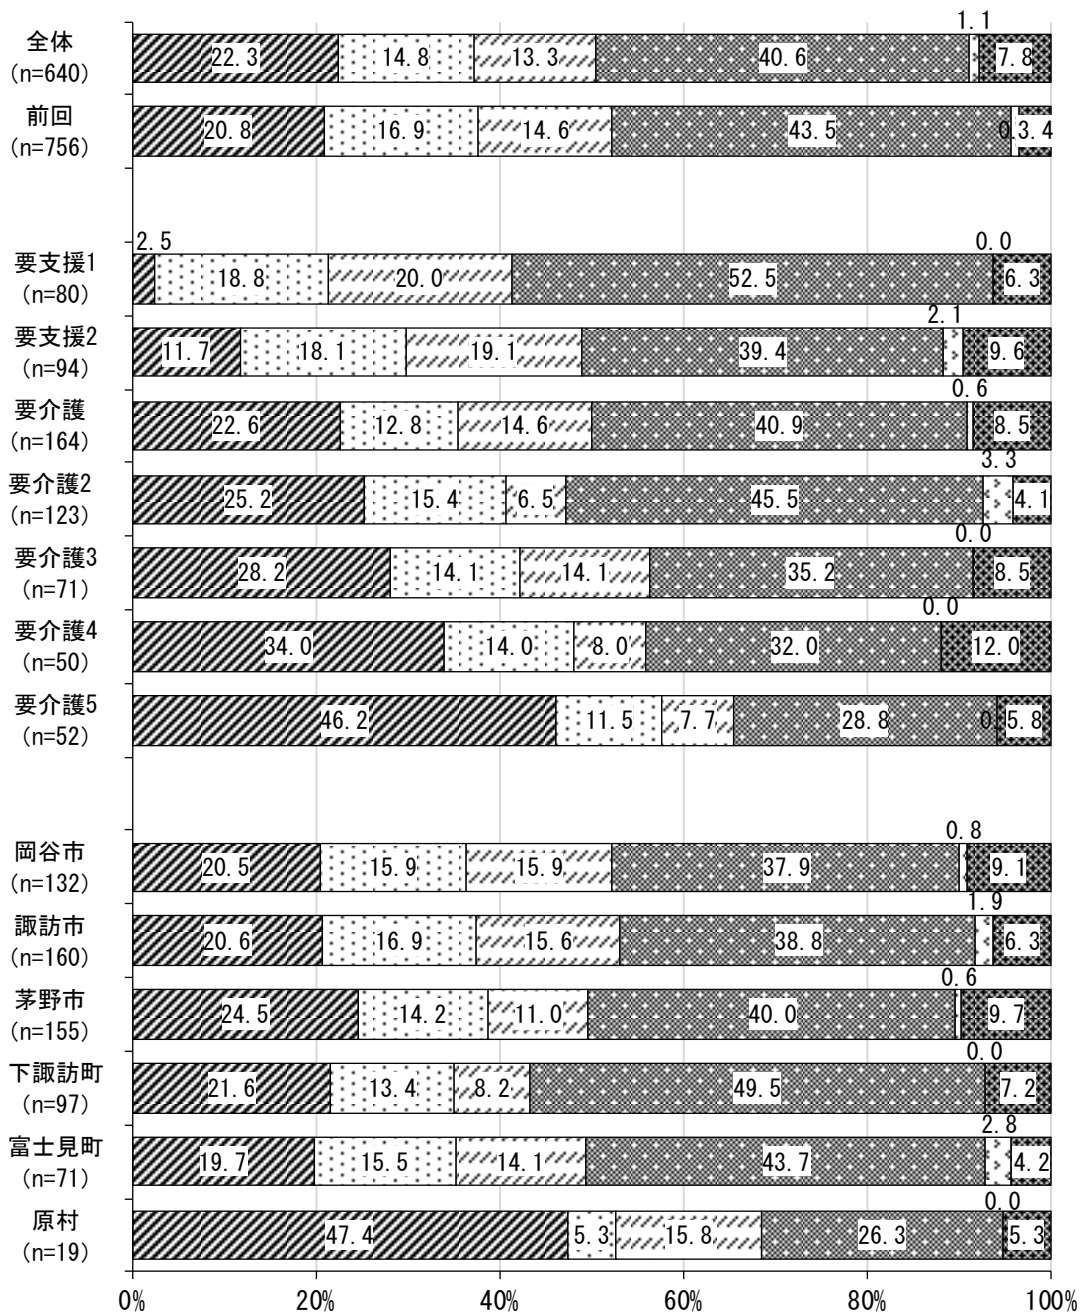 1.1
全体
22.3 14.8 13.3 40.6 7.8
(n=640)
前回
20.8 16.9 14.6 43.5 3.4
(n=756)
2.5 0.0
要支援1
18.8 20.0 52.5 6.3
(n=80)
2.1
要支援2
11.7 18.1 19.1 39.4 9.6
(n=94)
0.6
要介護
22.6 12.8 14.6 40.9 8.5
(n=164)
3.3
要介護2
25.2 15.4 6.5 45.5 4.1
(n=123)
0.0
要介護3
28.2 14.1 14.1 35.2 8.5
(n=71)
0.0
要介護4
34.0 14.0 8.0 32.0 12.0
(n=50)
要介護5
46.2 11.5 7.7 28.8 5.8
(n=52)
0.8
岡谷市
20.5 15.9 15.9 37.9 9.1
(n=132)
1.9
諏訪市
20.6 16.9 15.6 38.8 6.3
(n=160)
0.6
茅野市
24.5 14.2 11.0 40.0 9.7
(n=155)
0.0
下諏訪町
21.6 13.4 8.2 49.5 7.2
(n=97)
2.8
富士見町
19.7 15.5 14.1 43.7 4.2
(n=71)
0.0
原村
47.4 5.3 15.8 26.3 5.3
(n=19)
0% 20% 40% 60% 80% 100%